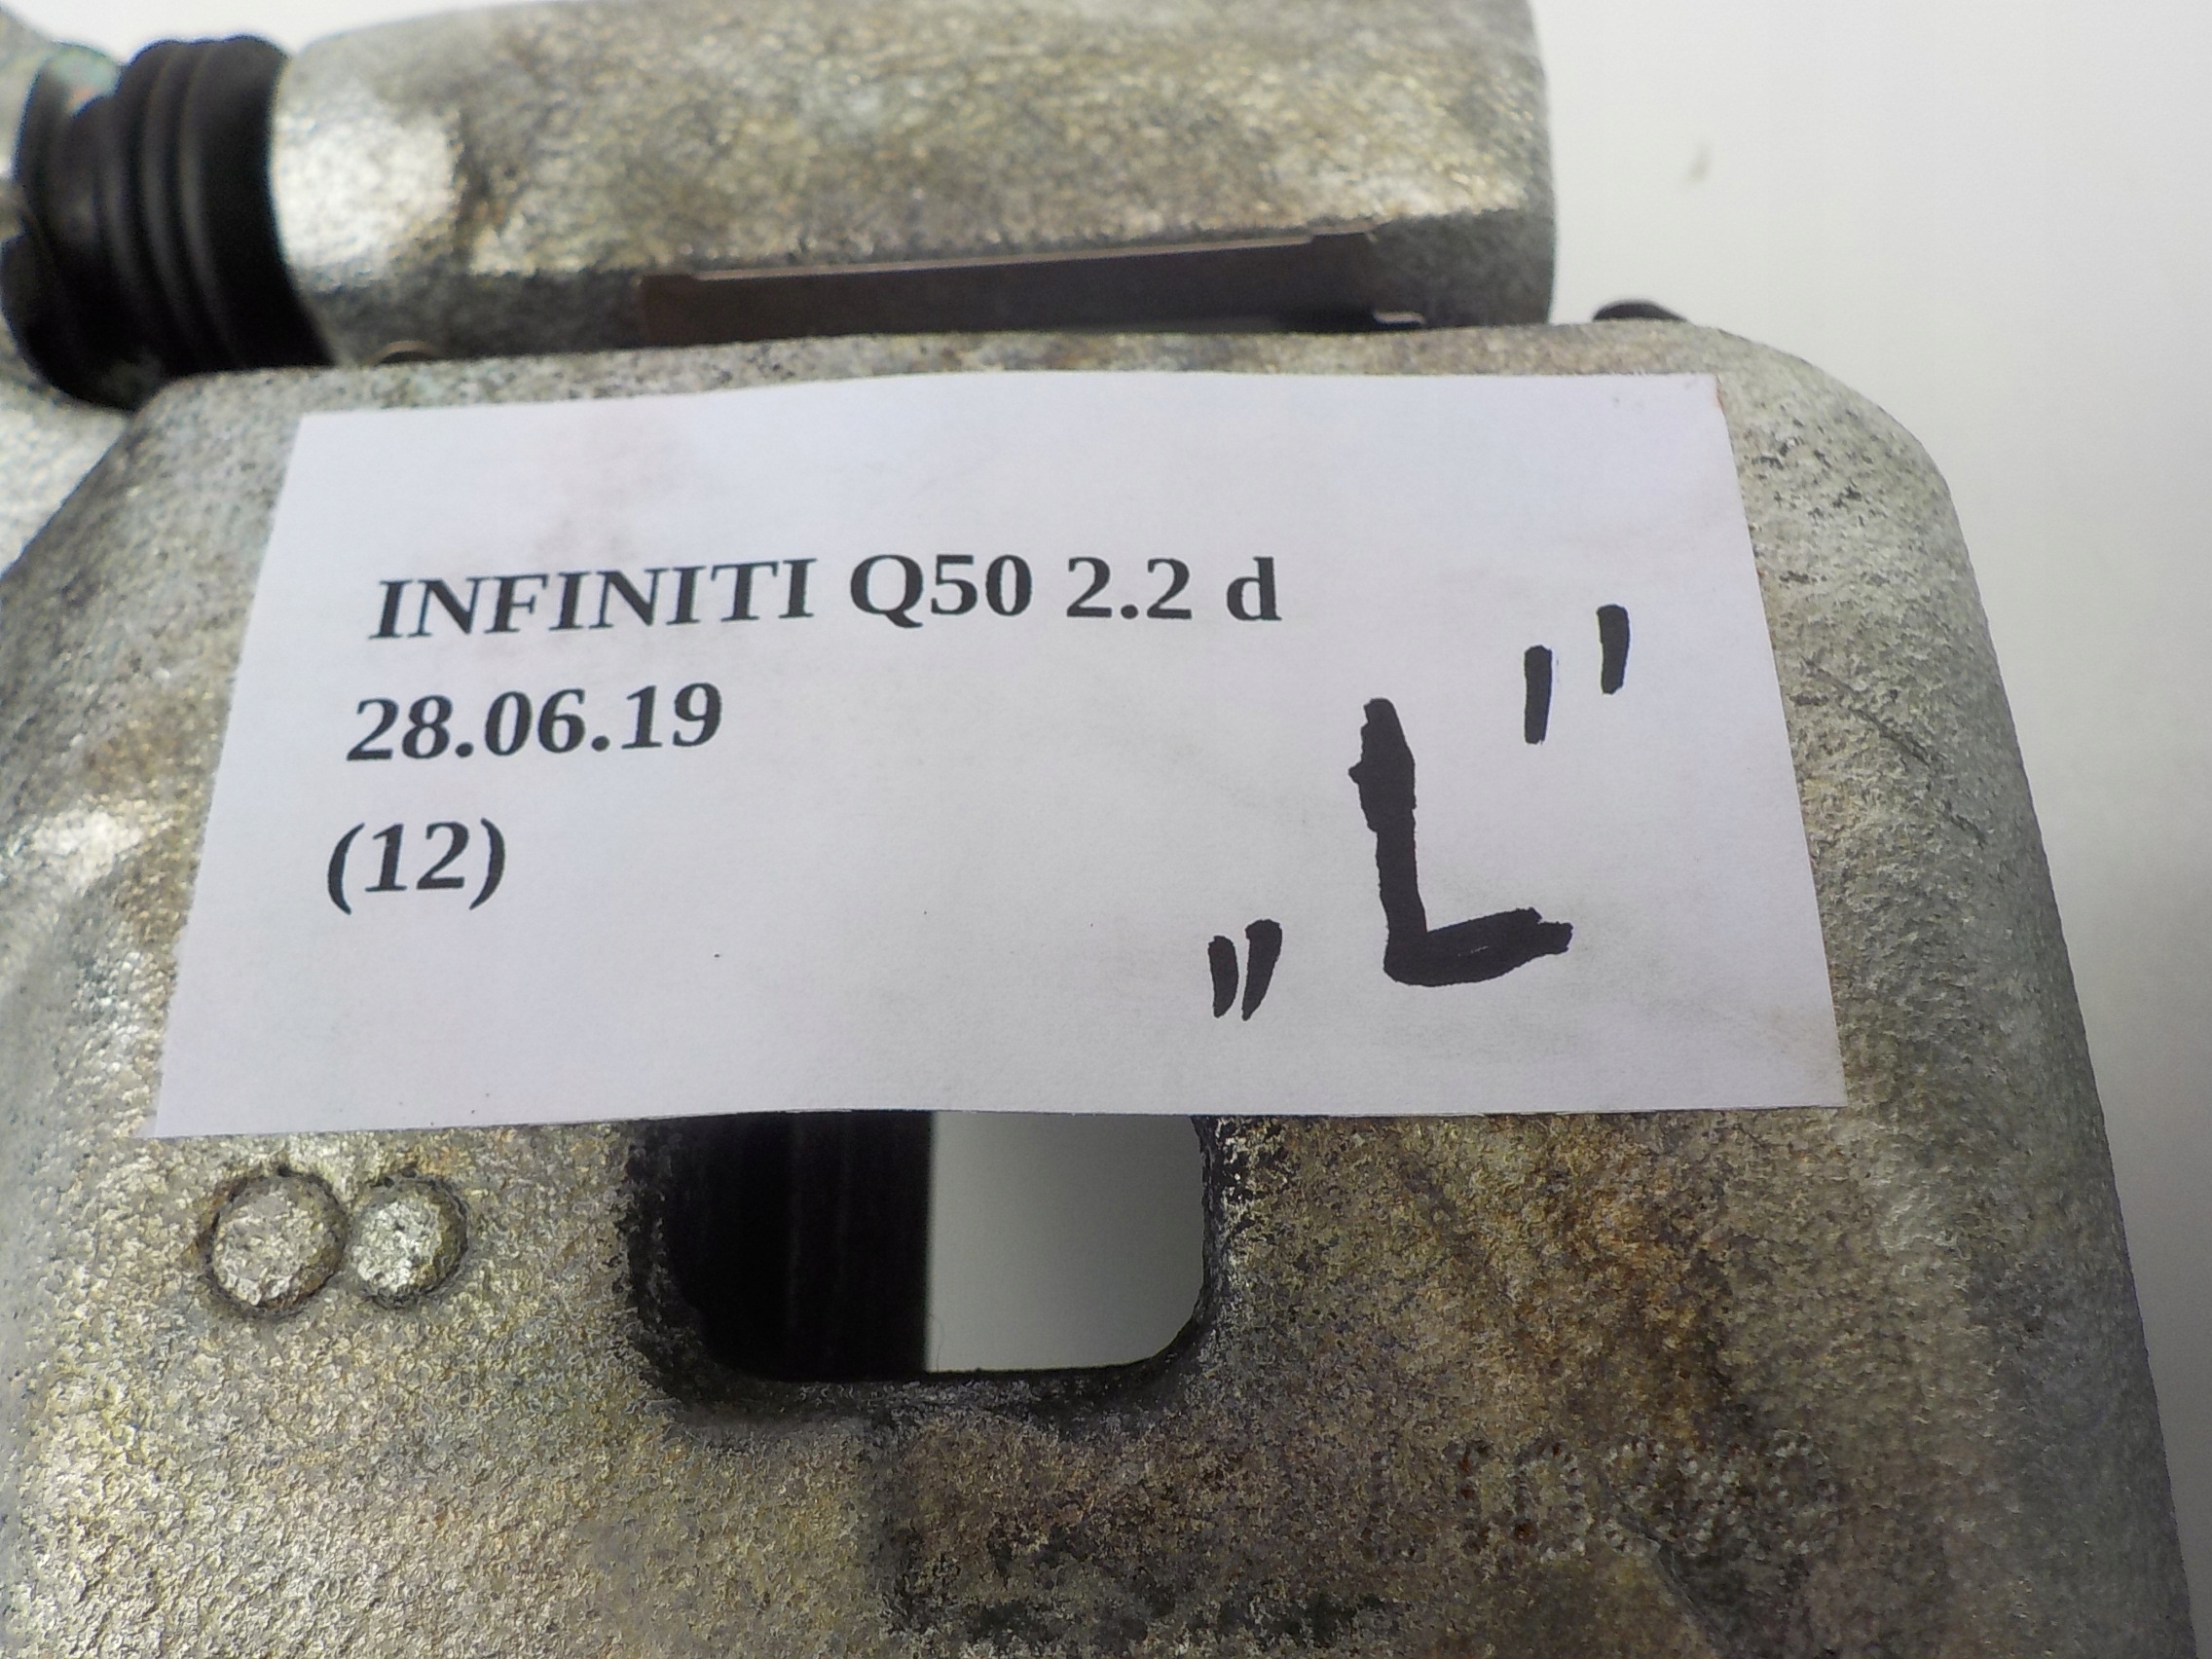 INFINITI Q50 2.2 d
28.06.19
(12)
„L”